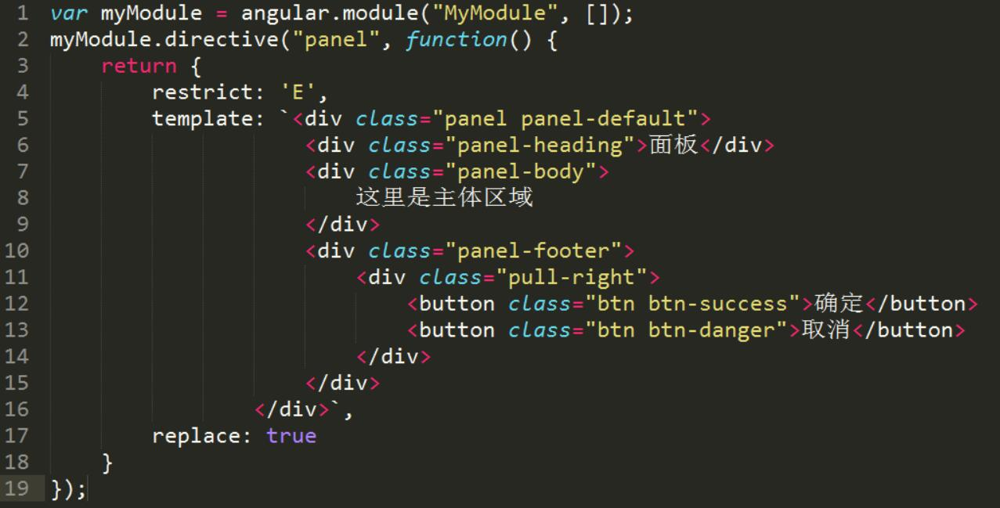 1 var myModule = angular.module("MyModule", []);
2 myModule.directive("panel", function() {
3     return {
4         restrict: 'E',
5         template: `<div class="panel panel-default">
6                     <div class="panel-heading">面板</div>
7                     <div class="panel-body">
8                         这里是主体区域
9                     </div>
10                     <div class="panel-footer">
11                         <div class="pull-right">
12                             <button class="btn btn-success">确定</button>
13                             <button class="btn btn-danger">取消</button>
14                         </div>
15                     </div>
16                 </div>`,
17         replace: true
18     }
19 });